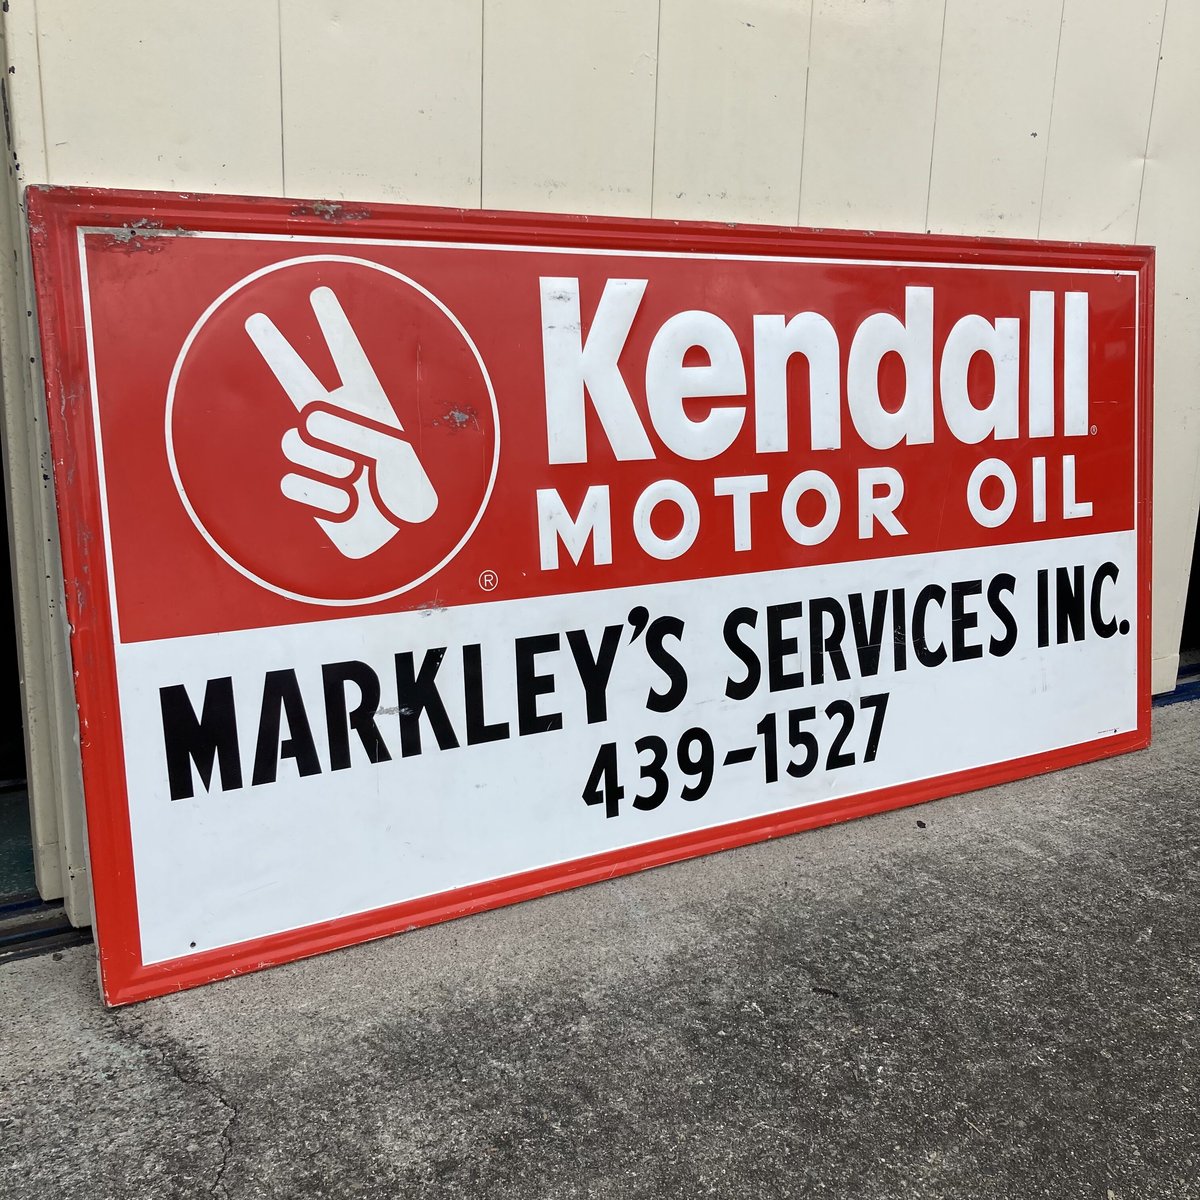 Kendall®
MOTOR OIL
®
MARKLEY'S SERVICES INC.
439-1527